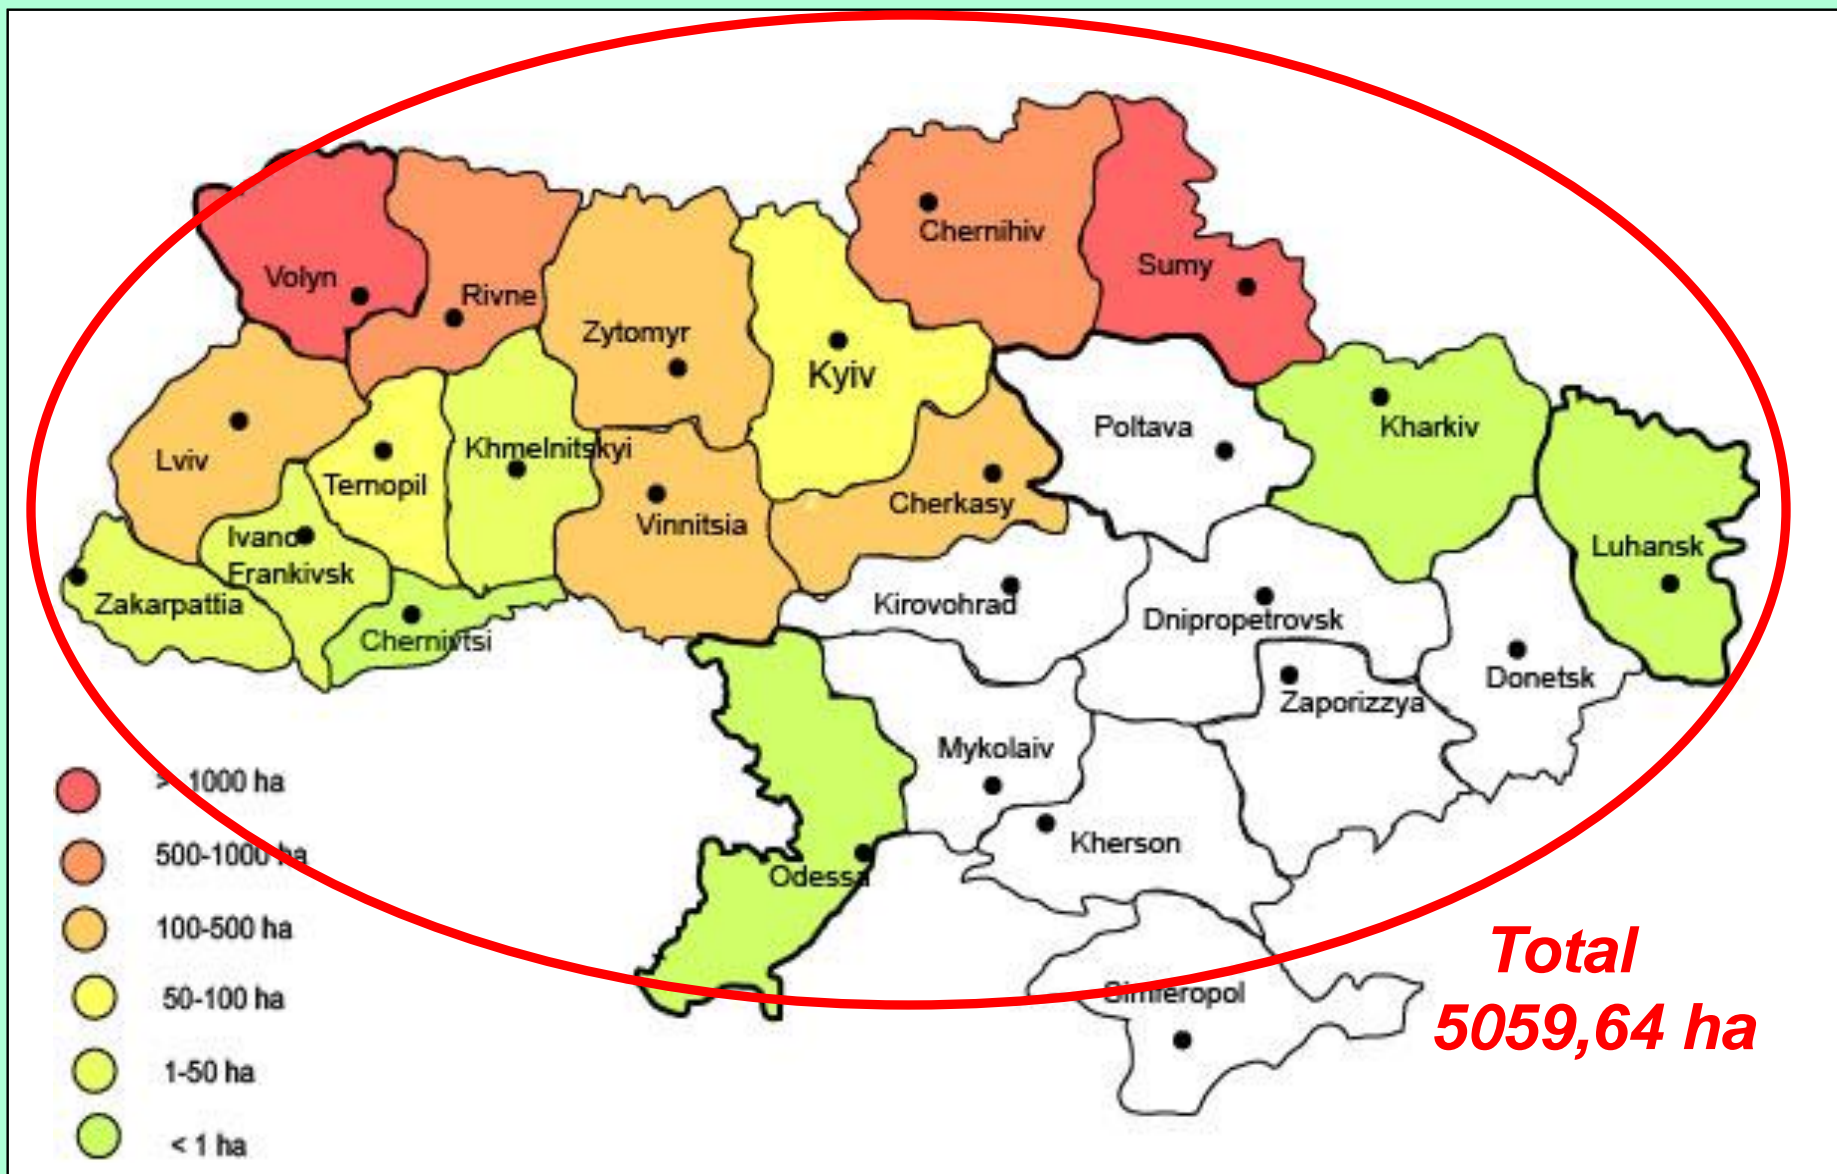 Chernihiv
Sumy
Volyn
Rivne
Zytomyr
Kyiv
Poltava
Kharkiv
Khmelnitskyi
Lviv
Ternopil
Cherkasy
Vinnitsia
Ivano
Frankivsk
Luhansk
Zakarpattia
Kirovohrad
Dnipropetrovsk
Chernivtsi
Donetsk
Zaporizzya
Mykolaiv
Kherson
Odessa
Simferopol
> 1000 ha
500-1000 ha
100-500 ha
50-100 ha
1-50 ha
< 1 ha
Total
5059,64 ha